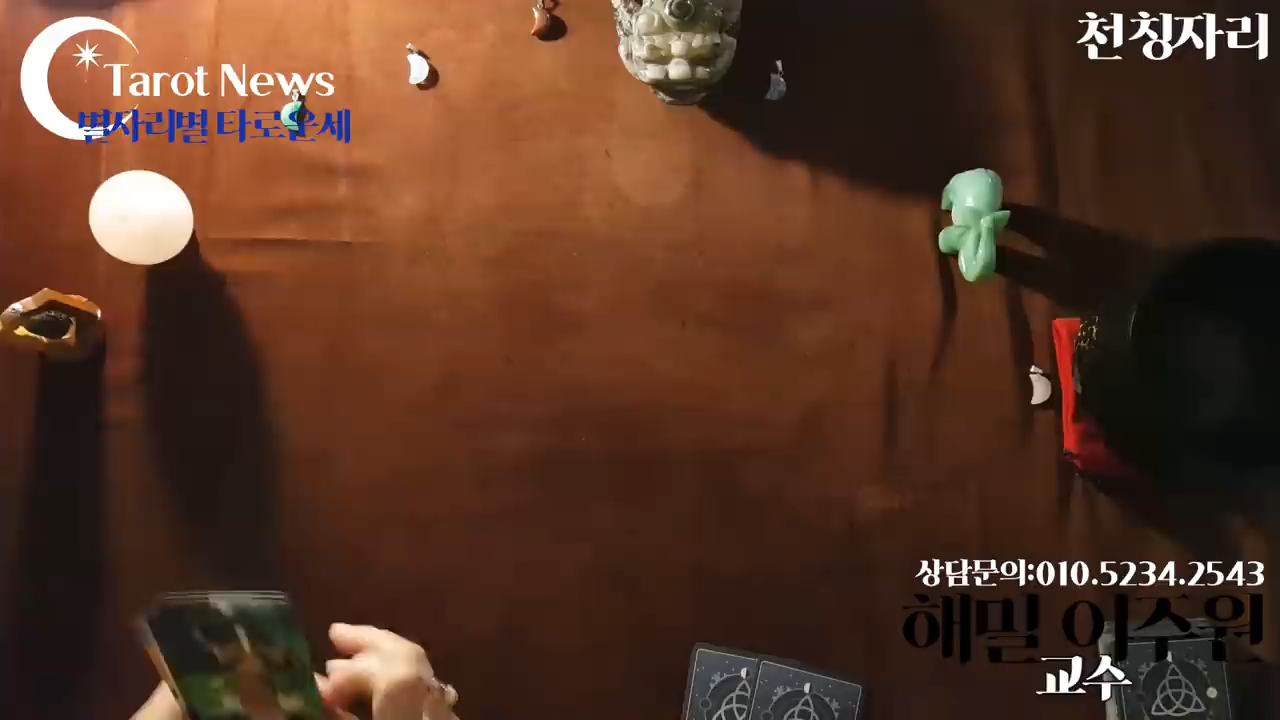 Tarot News
별자리별 타로운세
천칭자리
상담문의:010.5234.2543
해밀 이주원
교수